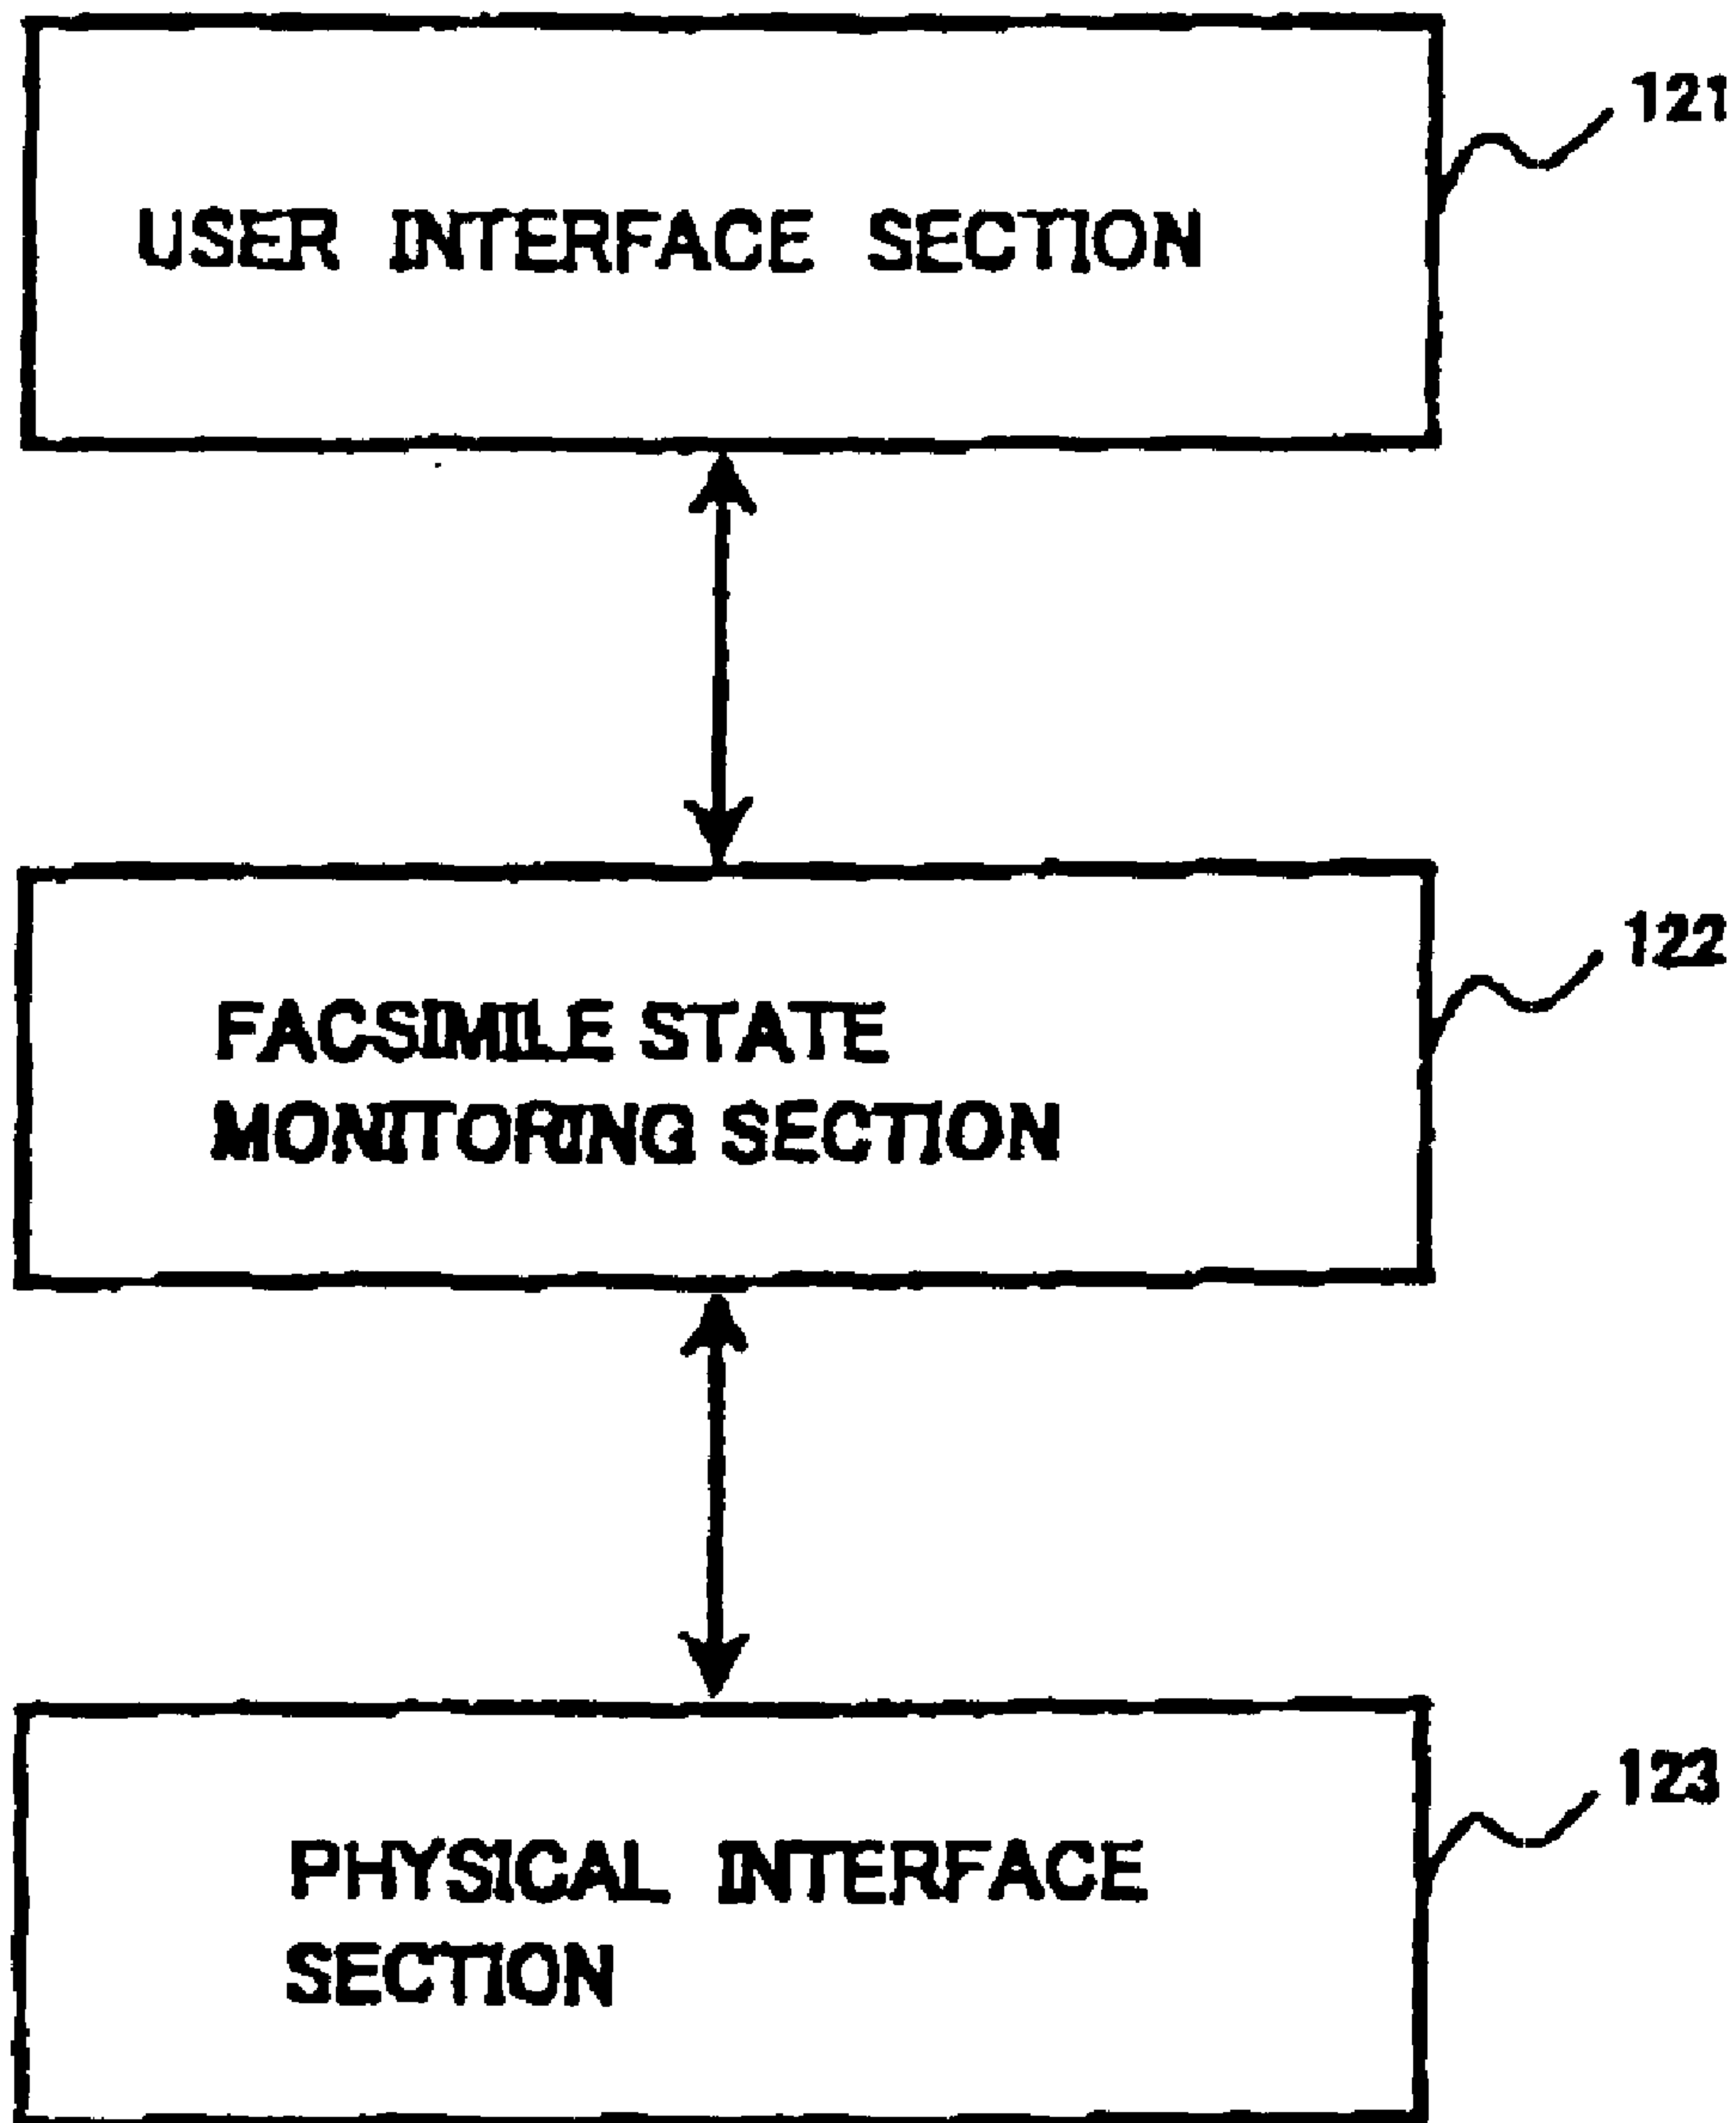 121
USER INTERFACE SECTION
122
FACSIMILE STATE
MONITORING SECTION
123
PHYSICAL INTERFACE
SECTION